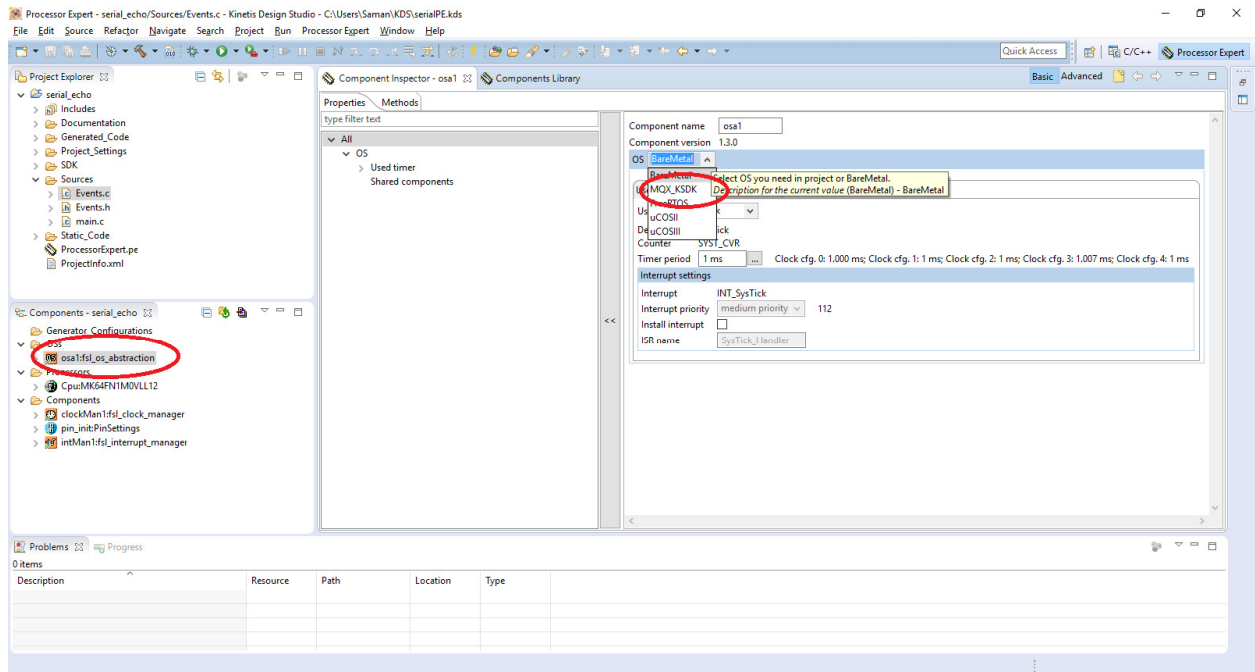 Processor Expert - serial_echo/Sources/Events.c - Kinetis Design Studio - C:\Users\Saman\KDS\serialPE.kds
File Edit Source Refactor Navigate Search Project Run Processor Expert Window Help
Quick Access C/C++ Processor Expert
Project Explorer
serial_echo
Includes
Documentation
Generated_Code
Project_Settings
SDK
Sources
Events.c
Events.h
main.c
Static_Code
ProcessorExpert.pe
ProjectInfo.xml
Components - serial_echo
Generator_Configurations
OSs
osa1:fsl_os_abstraction
Processors
Cpu:MK64FN1M0VLL12
Components
clockMan1:fsl_clock_manager
pin_init:PinSettings
intMan1:fsl_interrupt_manager
Component Inspector - osa1 Components Library
Basic Advanced
Properties Methods
type filter text
All
OS
Used timer
Shared components
<<
Component name osa1
Component version 1.3.0
OS BareMetal
BareMetal
MQX_KSDK
FreeRTOS
uCOSII
uCOSIII
Select OS you need in project or BareMetal.
Description for the current value (BareMetal) - BareMetal
Counter SYST_CVR
Timer period 1 ms ... Clock cfg. 0: 1.000 ms; Clock cfg. 1: 1 ms; Clock cfg. 2: 1 ms; Clock cfg. 3: 1.007 ms; Clock cfg. 4: 1 ms
Interrupt settings
Interrupt INT_SysTick
Interrupt priority medium priority 112
Install interrupt
ISR name SysTick_Handler
Problems Progress
0 items
Description Resource Path Location Type